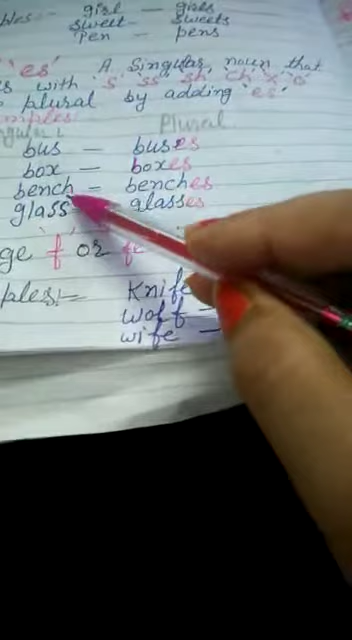 girl — girls
sweet — sweets
Pen — pens
'es' A Singular noun that
with 's' 'ss' 'sh' 'ch' 'x' 'o'
plural by adding 'es'
Plural
bus — buses
box — boxes
bench — benches
glass glasses
f or
Knife
wolf —
wife —